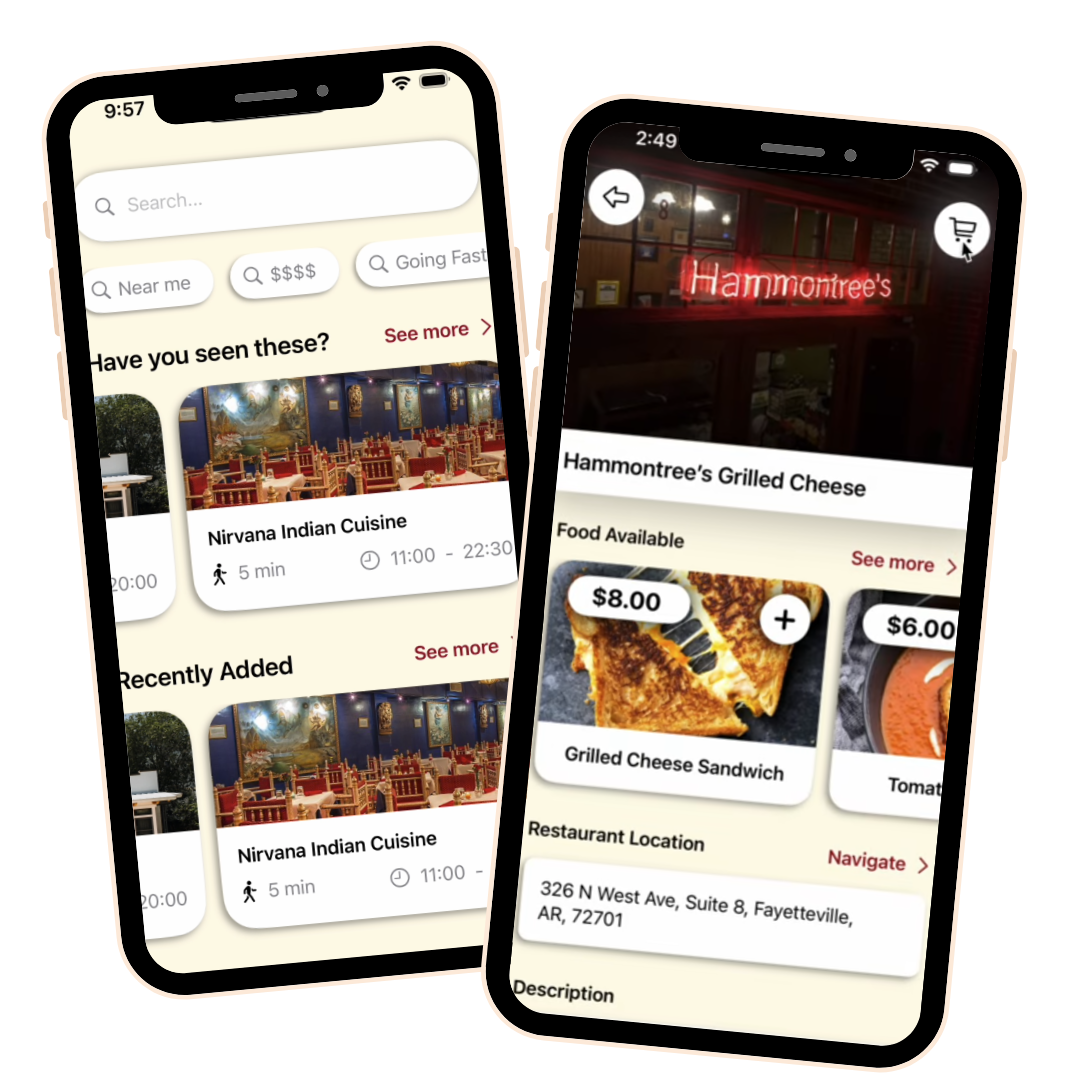 9:57
Search...
Near me
$$$$
Going Fast
Have you seen these?
See more
20:00
Nirvana Indian Cuisine
5 min
11:00 - 22:30
Recently Added
See more
20:00
Nirvana Indian Cuisine
5 min
11:00 -
2:49
8
Hammontree's
Hammontree's Grilled Cheese
Food Available
See more
$8.00
$6.00
Grilled Cheese Sandwich
Tomat
Restaurant Location
Navigate
326 N West Ave, Suite 8, Fayetteville,
AR, 72701
Description